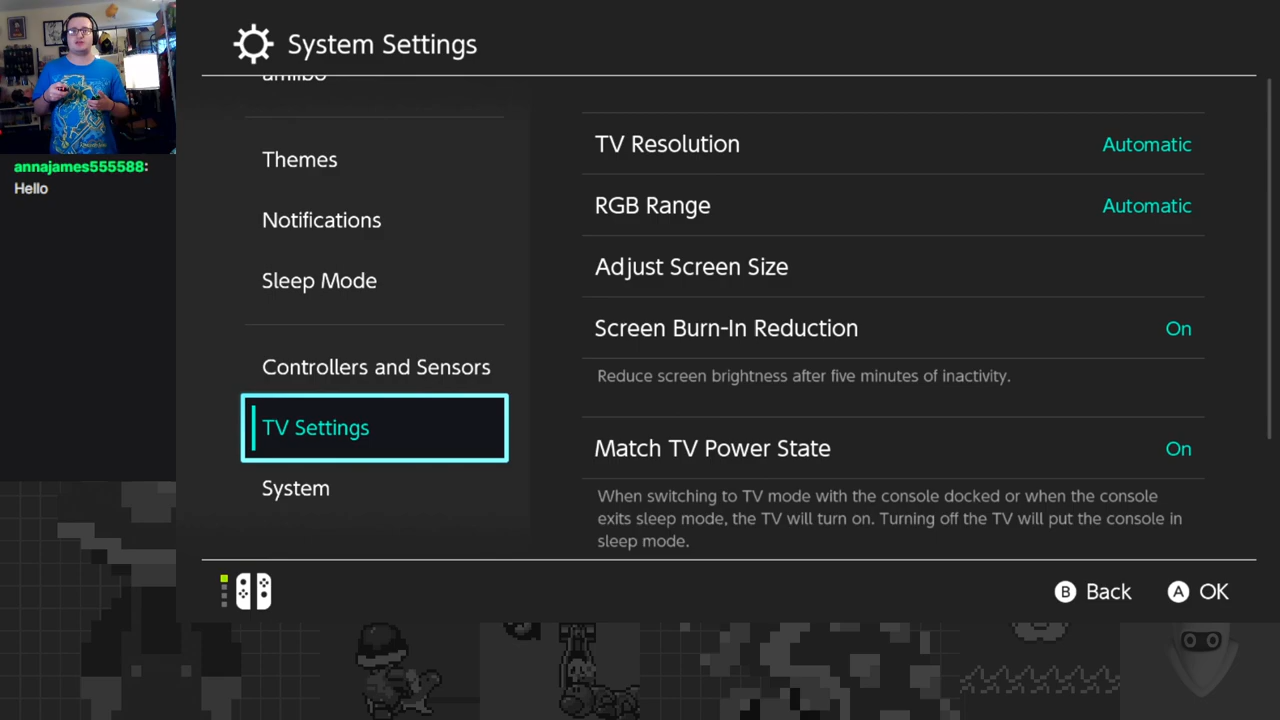 System Settings
annajames555588:
Hello
amiibo
Themes
Notifications
Sleep Mode
Controllers and Sensors
TV Settings
System
TV Resolution Automatic
RGB Range Automatic
Adjust Screen Size
Screen Burn-In Reduction On
Reduce screen brightness after five minutes of inactivity.
Match TV Power State On
When switching to TV mode with the console docked or when the console
exits sleep mode, the TV will turn on. Turning off the TV will put the console in
sleep mode.
B Back A OK